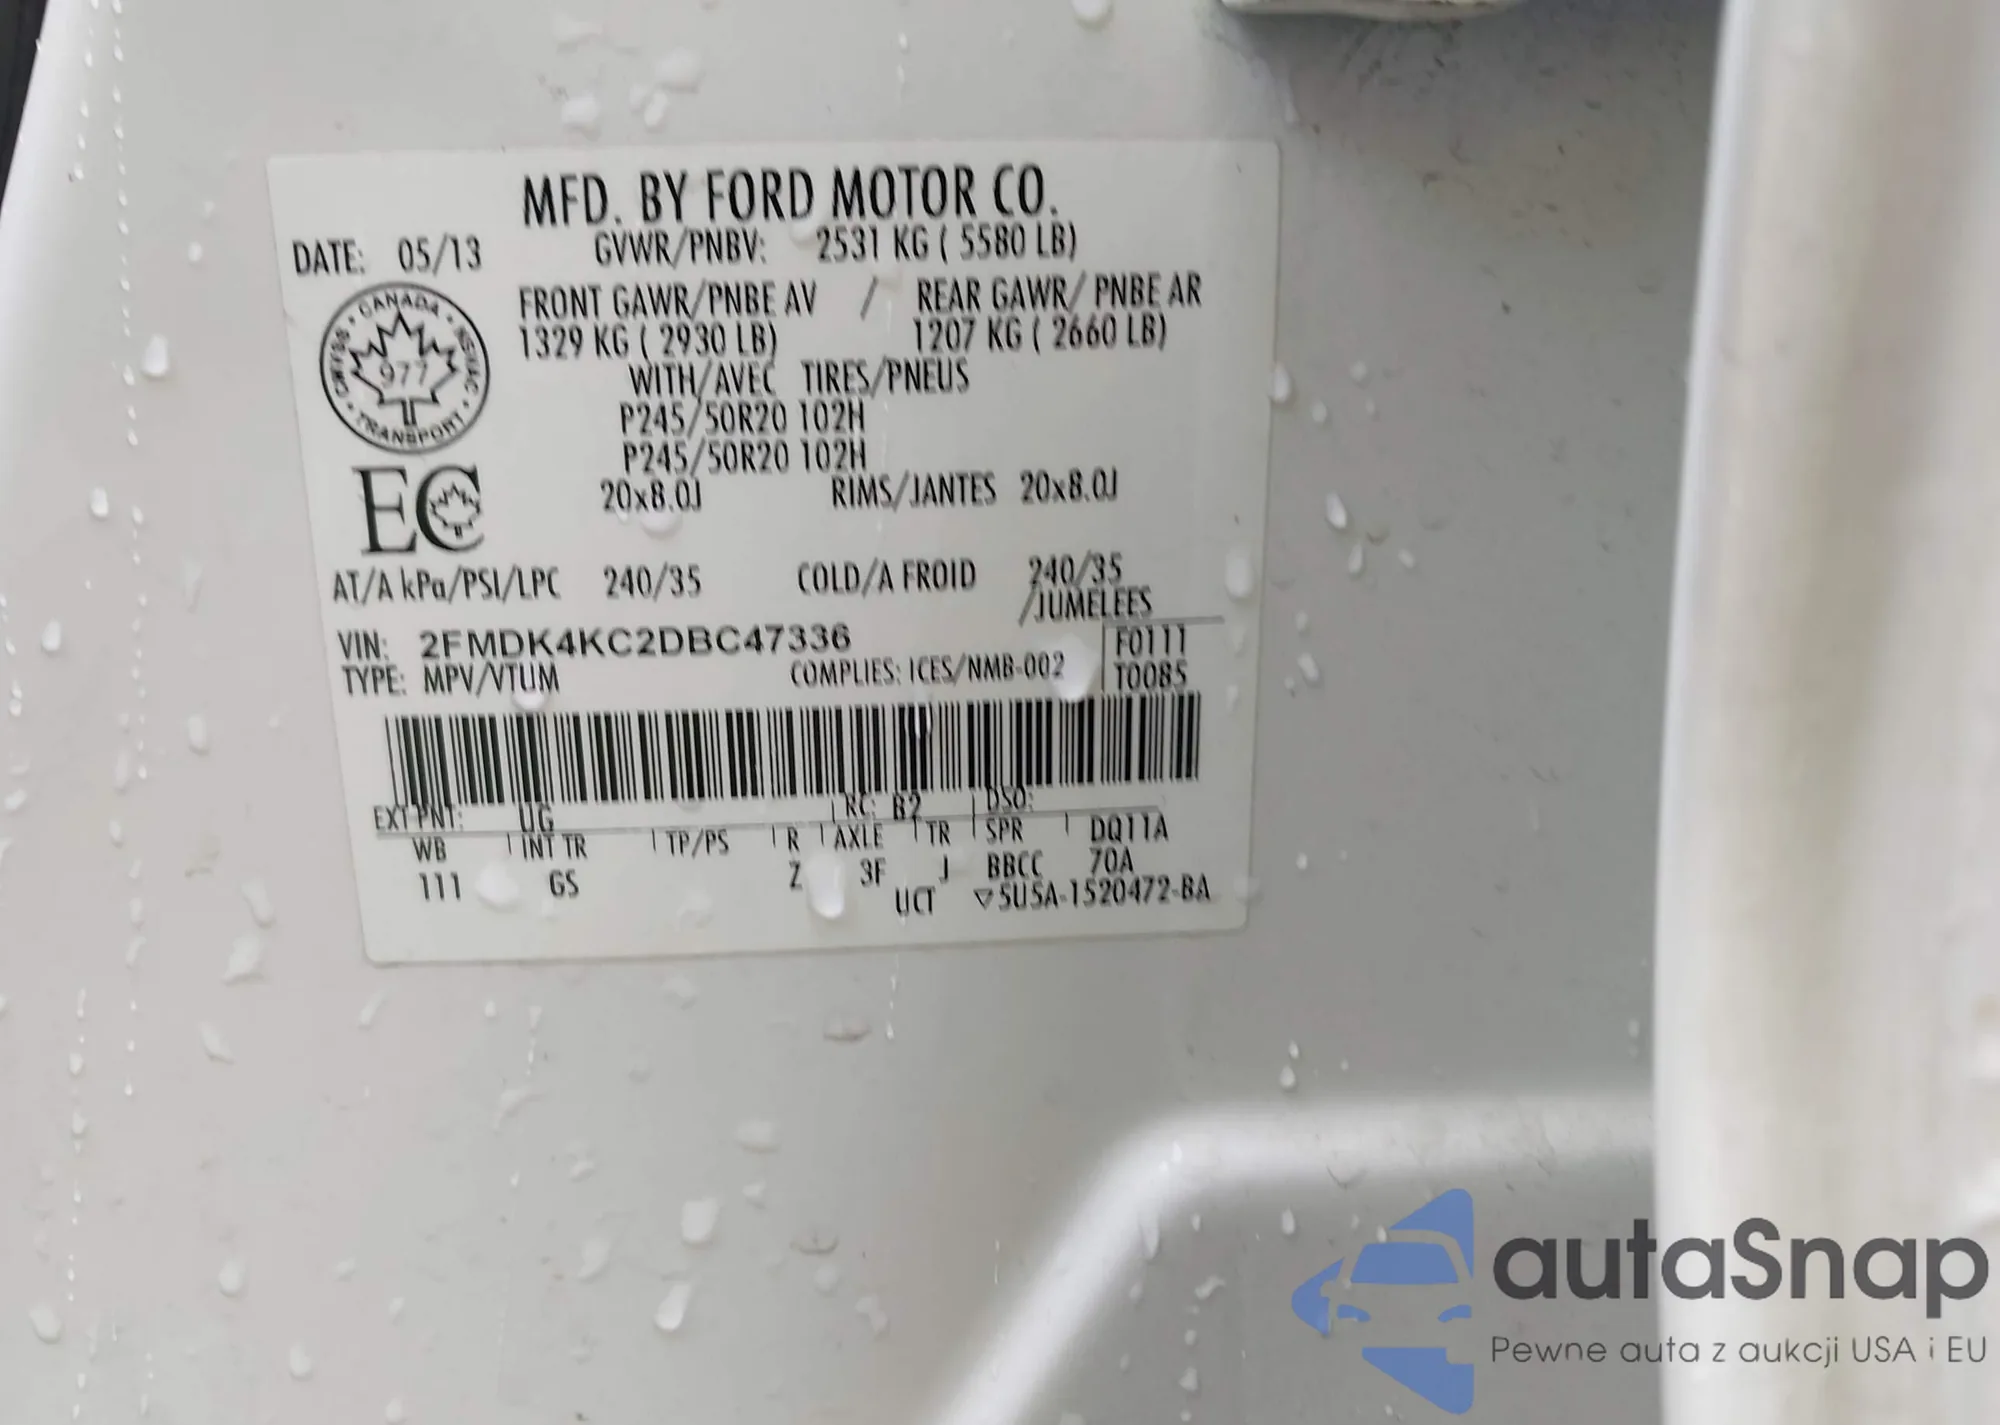 MFD. BY FORD MOTOR CO.
DATE: 05/13 GVWR/PNBV: 2531 KG ( 5580 LB)
FRONT GAWR/PNBE AV / REAR GAWR/ PNBE AR
1329 KG ( 2930 LB) 1207 KG ( 2660 LB)
WITH/AVEC TIRES/PNEUS
P245/50R20 102H
P245/50R20 102H
20x8.0J RIMS/JANTES 20x8.0J
CANADA
977
TRANSPORT
EC
AT/A kPa/PSI/LPC 240/35 COLD/A FROID 240/35
/JUMELEES
VIN: 2FMDK4KC2DBC47336 F0111
TYPE: MPV/VTUM COMPLIES: ICES/NMB-002 T0085
EXT PNT: UG RC: B2 DSO:
WB INT TR TP/PS R AXLE TR SPR DQ11A
111 GS Z 3F J BBCC 70A
UCT ▽5U5A-1520472-BA
autaSnap
Pewne auta z aukcji USA i EU